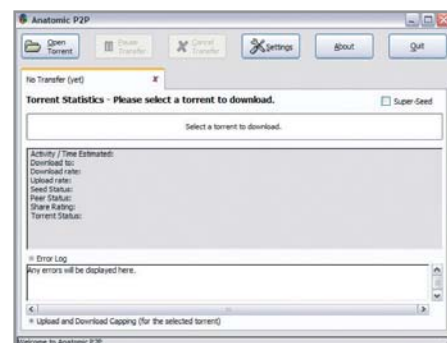 Anatomic P2P
Open Torrent
Pause Transfer
Cancel Transfer
Settings
About
Quit
No Transfer (yet) X
Torrent Statistics - Please select a torrent to download.
Super-Seed
Select a torrent to download.
Activity / Time Estimated:
Download to:
Download rate:
Upload rate:
Seed Status:
Peer Status:
Share Rating:
Torrent Status:
Error Log
Any errors will be displayed here.
Upload and Download Capping (for the selected torrent)
Welcome to Anatomic P2P